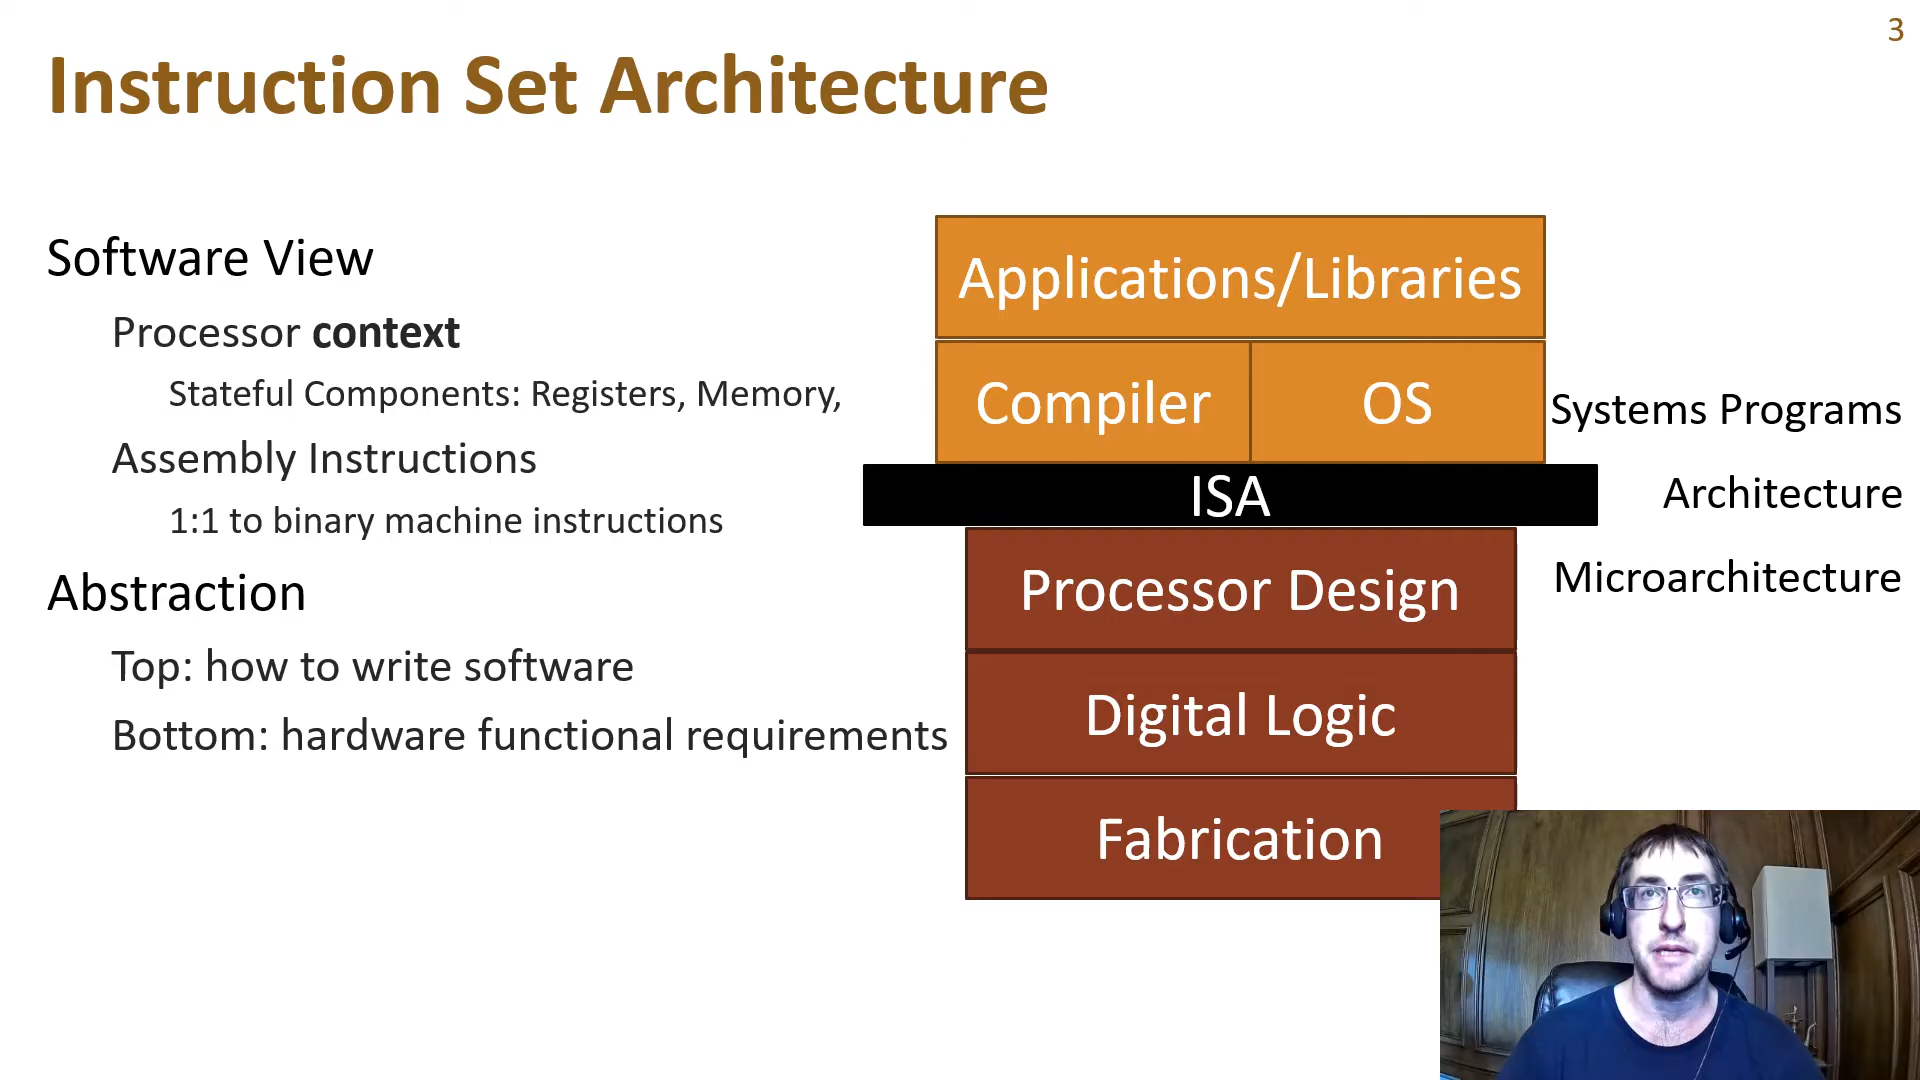 3
Instruction Set Architecture
Software View
Processor context
Stateful Components: Registers, Memory,
Assembly Instructions
1:1 to binary machine instructions
Abstraction
Top: how to write software
Bottom: hardware functional requirements
Applications/Libraries
Compiler
OS
Systems Programs
ISA
Architecture
Processor Design
Microarchitecture
Digital Logic
Fabrication